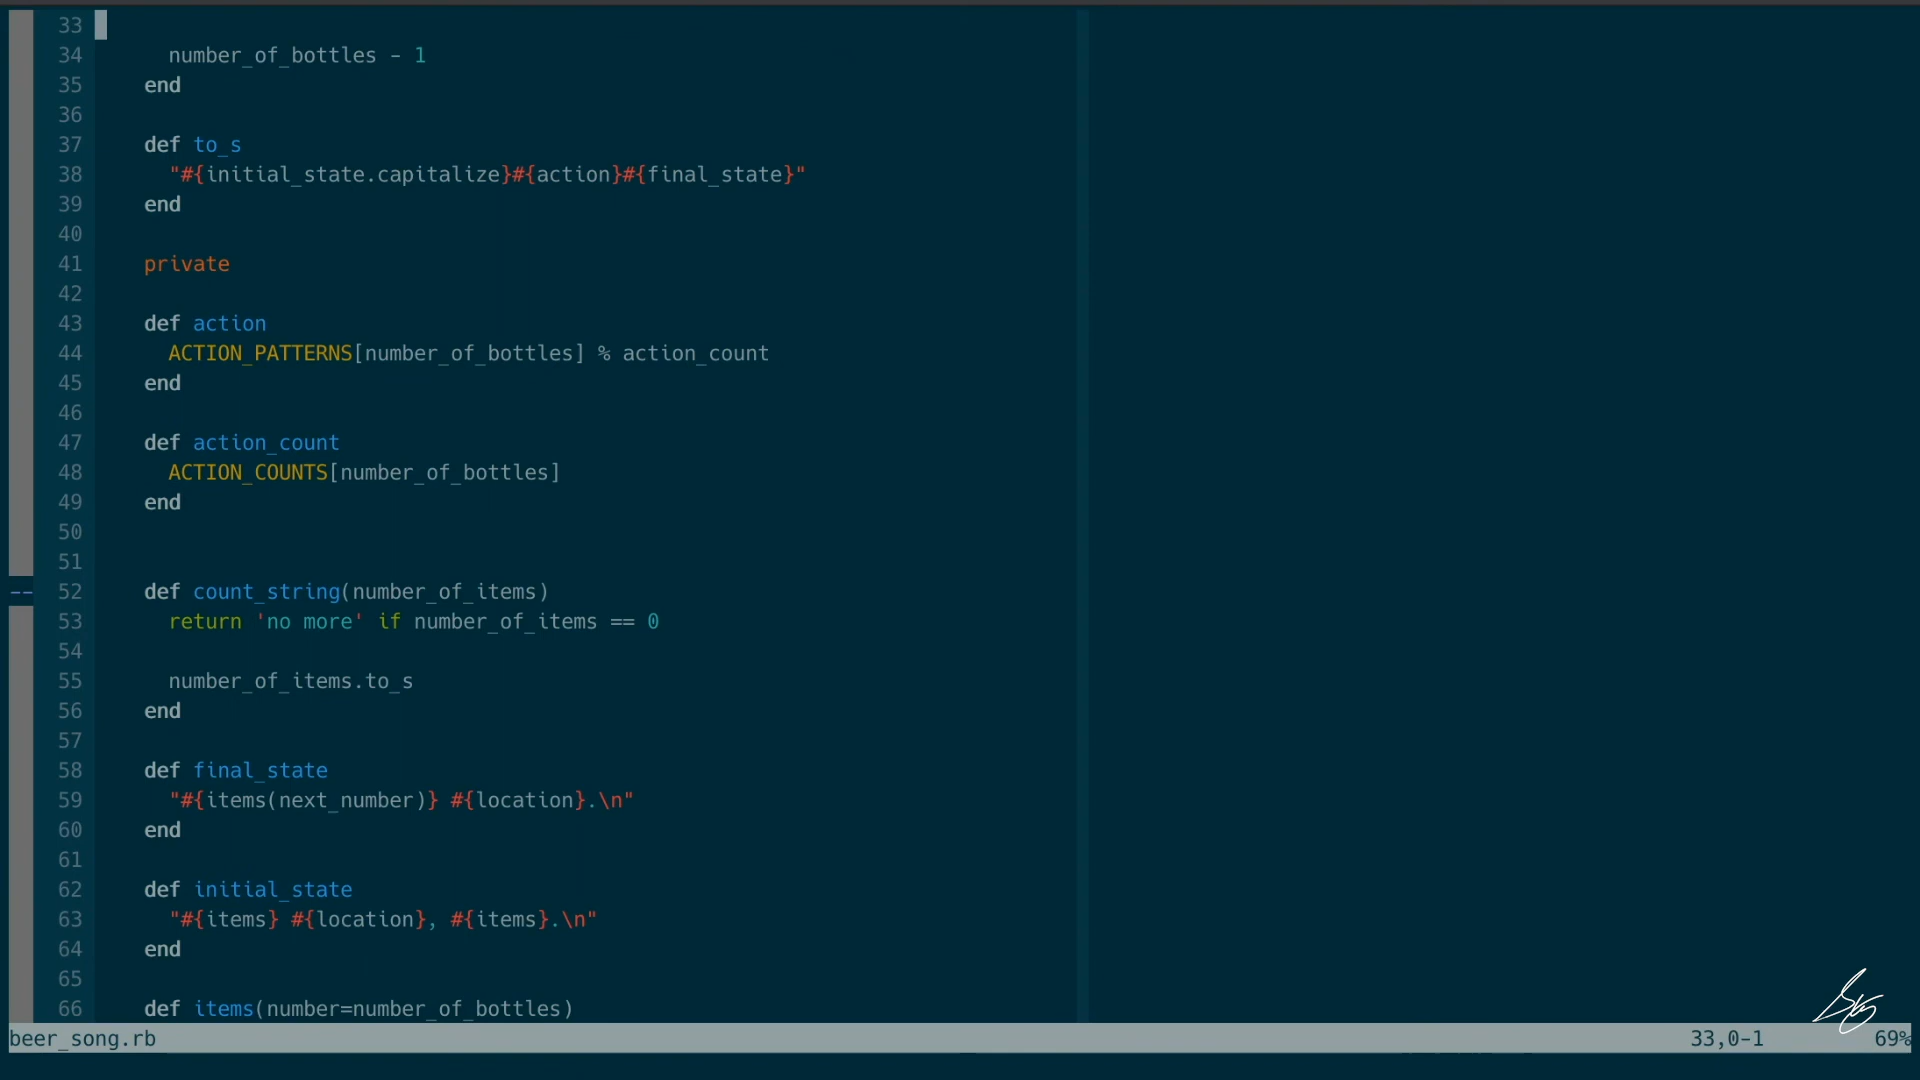 33
34 number_of_bottles - 1
35 end
36
37 def to_s
38 "#{initial_state.capitalize}#{action}#{final_state}"
39 end
40
41 private
42
43 def action
44 ACTION_PATTERNS[number_of_bottles] % action_count
45 end
46
47 def action_count
48 ACTION_COUNTS[number_of_bottles]
49 end
50
51
-- 52 def count_string(number_of_items)
53 return 'no more' if number_of_items == 0
54
55 number_of_items.to_s
56 end
57
58 def final_state
59 "#{items(next_number)} #{location}.\n"
60 end
61
62 def initial_state
63 "#{items} #{location}, #{items}.\n"
64 end
65
66 def items(number=number_of_bottles)
beer_song.rb 33,0-1 69%